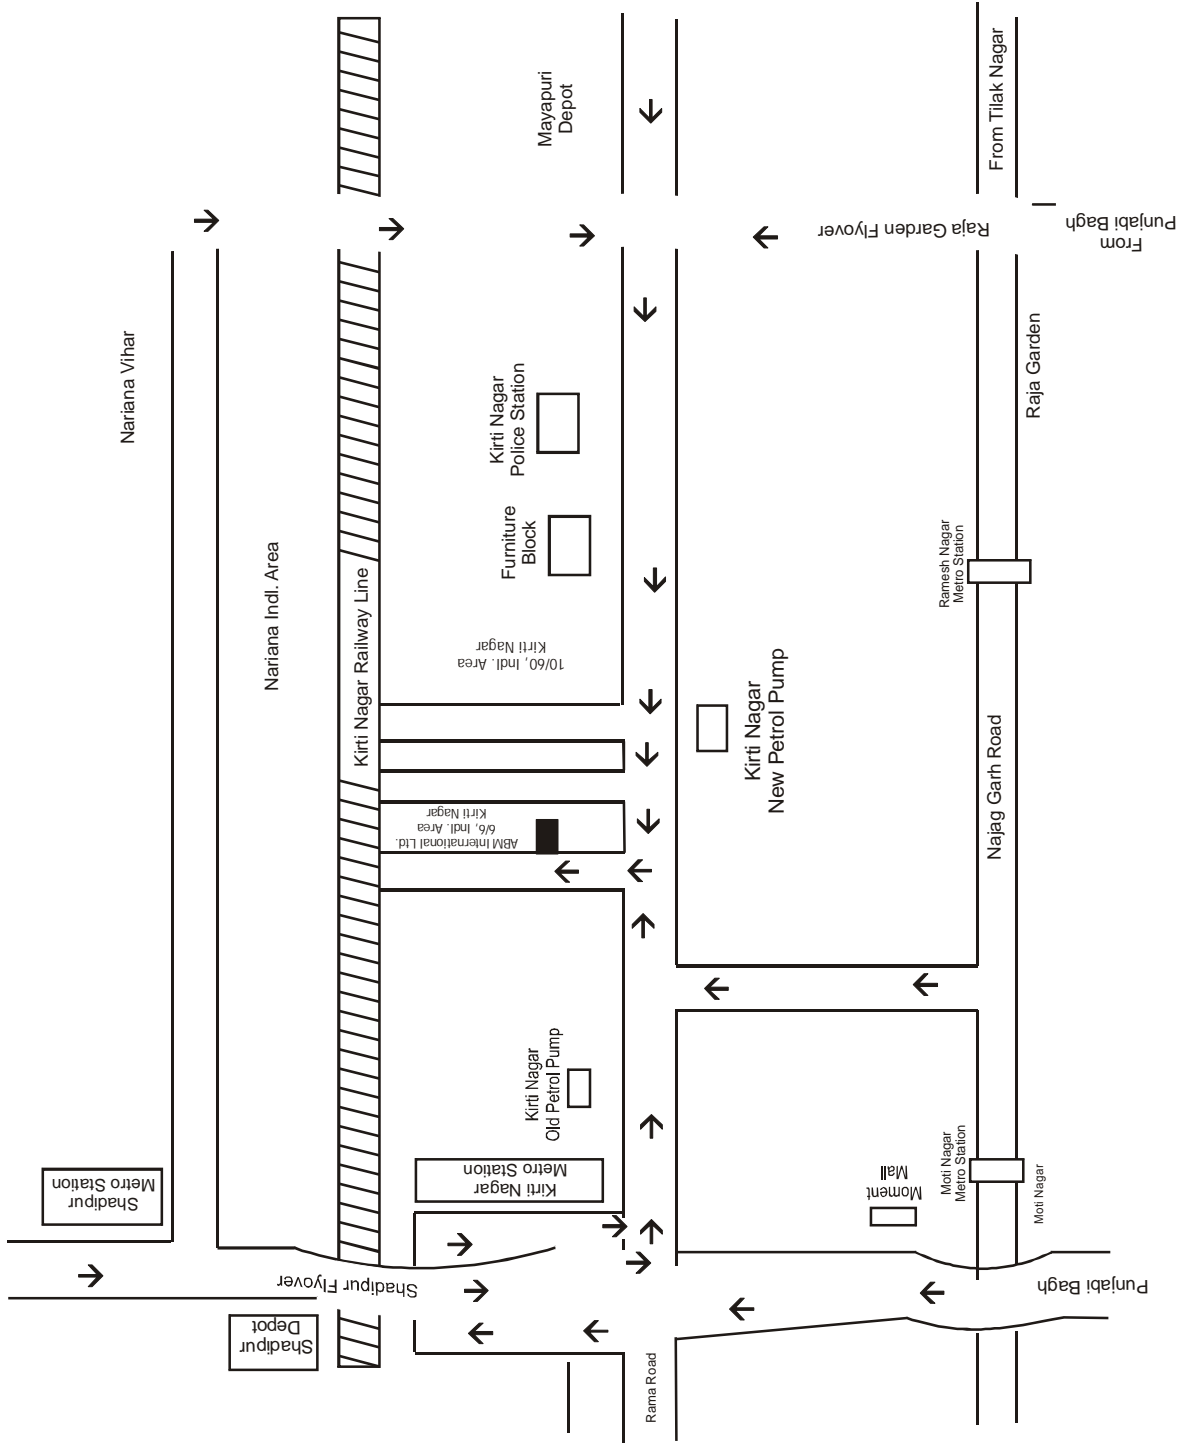 Mayapuri
Depot
From Tilak Nagar
Raja Garden Flyover
From
Punjabi Bagh
Nariana Vihar
Kirti Nagar
Police Station
Raja Garden
Furniture
Block
Nariana Indl. Area
Kirti Nagar Railway Line
Ramesh Nagar
Metro Station
10/60, Indl. Area
Kirti Nagar
Kirti Nagar
New Petrol Pump
Najag Garh Road
ABM International Ltd.
6/6, Indl. Area
Kirti Nagar
Kirti Nagar
Old Petrol Pump
Kirti Nagar
Metro Station
Shadipur
Metro Station
Moment
Mall
Moti Nagar
Metro Station
Moti Nagar
Shadipur Flyover
Punjabi Bagh
Shadipur
Depot
Rama Road